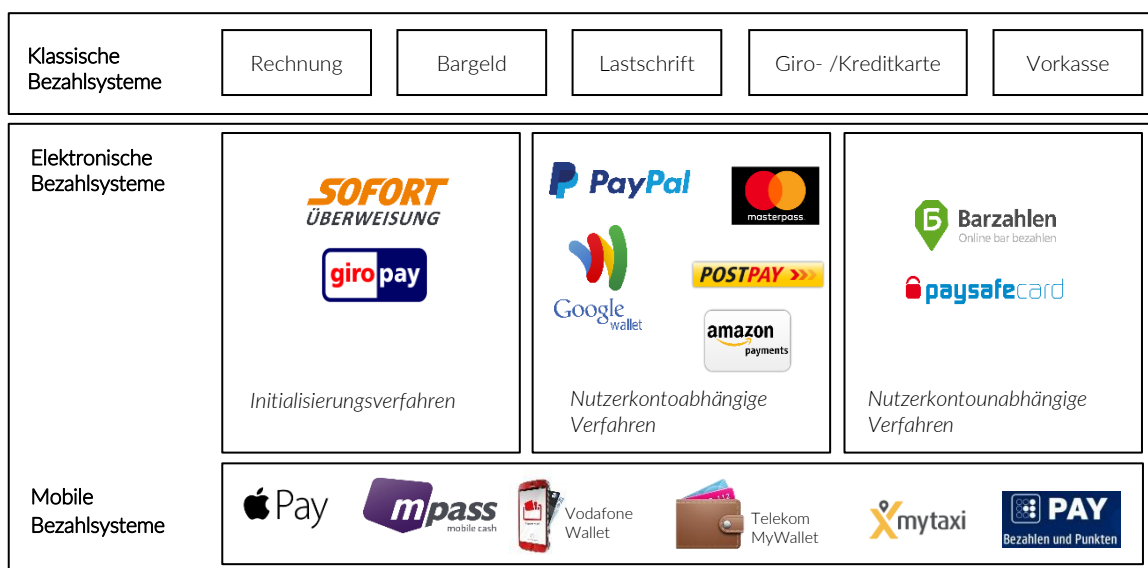 Klassische
Bezahlsysteme
Rechnung
Bargeld
Lastschrift
Giro- /Kreditkarte
Vorkasse
Elektronische
Bezahlsysteme
SOFORT
ÜBERWEISUNG
giropay
Initialisierungsverfahren
PayPal
masterpass
Google
wallet
POSTPAY
amazon
payments
Nutzerkontoabhängige
Verfahren
Barzahlen
Online bar bezahlen
paysafecard
Nutzerkontounabhängige
Verfahren
Mobile
Bezahlsysteme
Pay
mpass
mobile cash
Vodafone
Wallet
Telekom
MyWallet
mytaxi
PAY
Bezahlen und Punkten